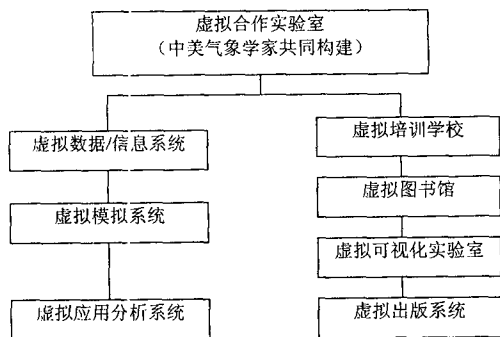 虚拟合作实验室
（中美气象学家共同构建）
虚拟数据/信息系统
虚拟模拟系统
虚拟应用分析系统
虚拟培训学校
虚拟图书馆
虚拟可视化实验室
虚拟出版系统